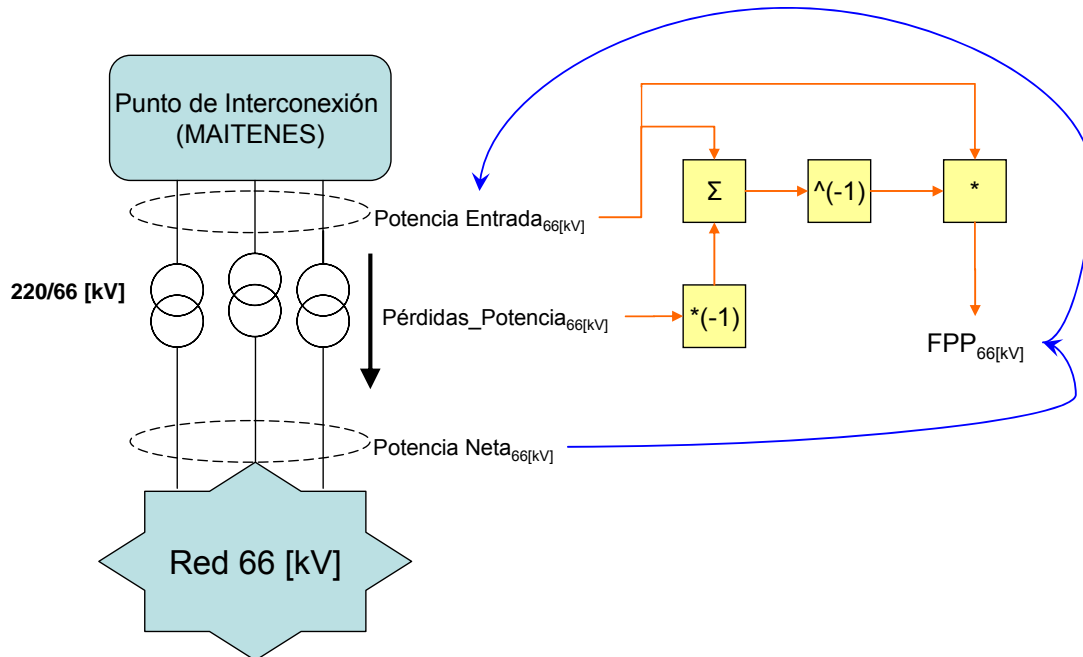 Punto de Interconexión
(MAITENES)
Potencia Entrada66[kV]
Σ
^(-1)
*
220/66 [kV]
Pérdidas_Potencia66[kV]
*(-1)
FPP66[kV]
Potencia Neta66[kV]
Red 66 [kV]